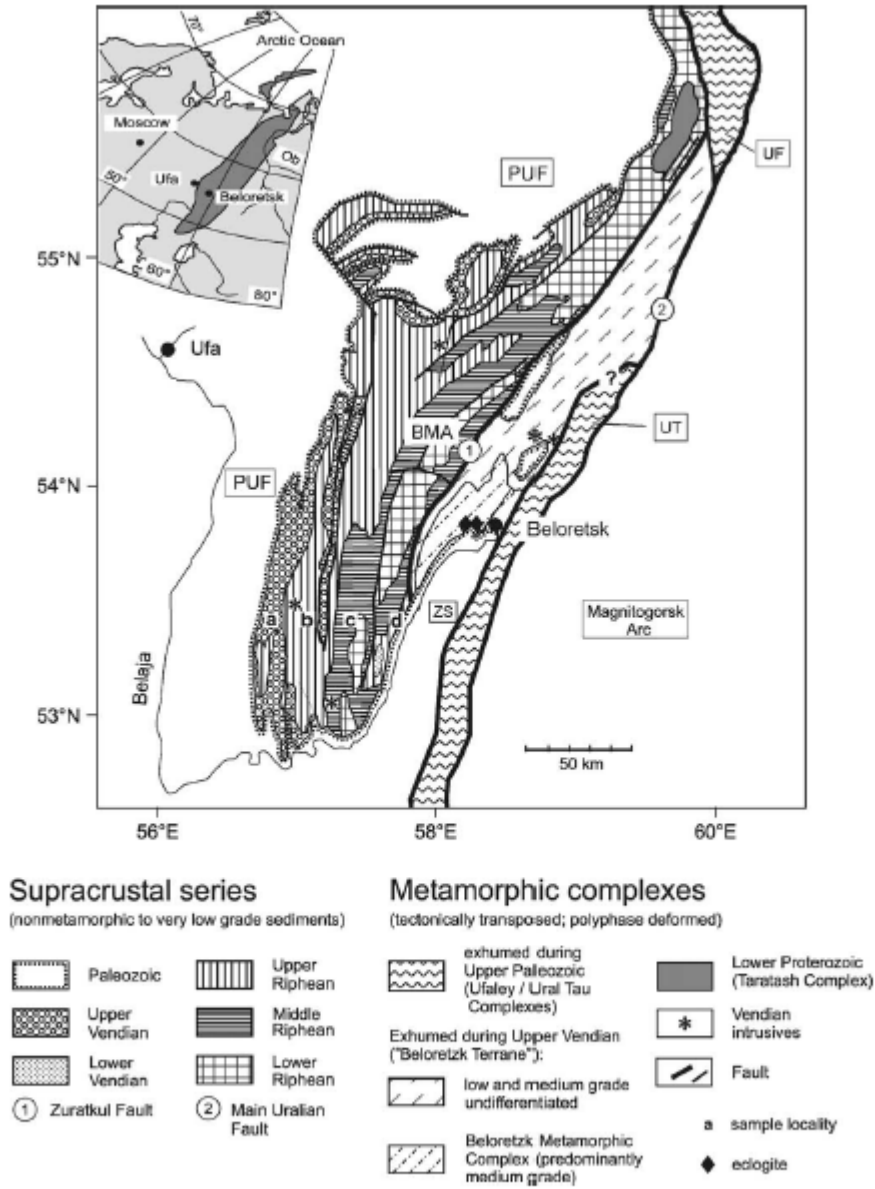 70°
Arctic Ocean
Moscow
Ob
50°
Ufa
Beloretsk
60°
80°
PUF
UF
55°N
2
Ufa
?
BMA
1
UT
PUF
54°N
Beloretsk
a
b
c
d
ZS
Magnitogorsk
Arc
Belaja
53°N
50 km
56°E
58°E
60°E
Supracrustal series
(nonmetamorphic to very low grade sediments)
Paleozoic
Upper
Riphean
Upper
Vendian
Middle
Riphean
Lower
Vendian
Lower
Riphean
1 Zuratkul Fault
2 Main Uralian
Fault
Metamorphic complexes
(tectonically transposed; polyphase deformed)
exhumed during
Upper Paleozoic
(Ufaley / Ural Tau
Complexes)
Exhumed during Upper Vendian
("Beloretzk Terrane"):
low and medium grade
undifferentiated
Beloretzk Metamorphic
Complex (predominantly
medium grade)
Lower Proterozoic
(Taratash Complex)
Vendian
intrusives
Fault
a sample locality
eclogite